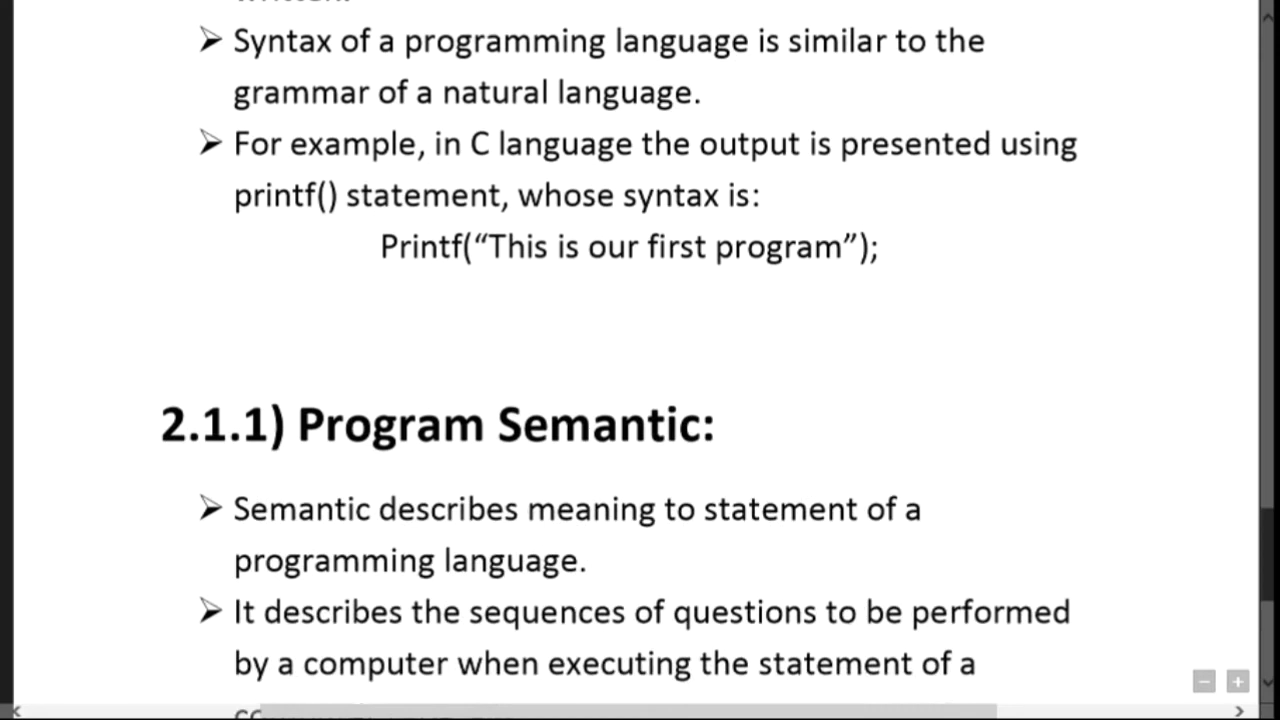 ➢ Syntax of a programming language is similar to the
grammar of a natural language.
➢ For example, in C language the output is presented using
printf() statement, whose syntax is:
Printf(“This is our first program”);
2.1.1) Program Semantic:
➢ Semantic describes meaning to statement of a
programming language.
➢ It describes the sequences of questions to be performed
by a computer when executing the statement of a